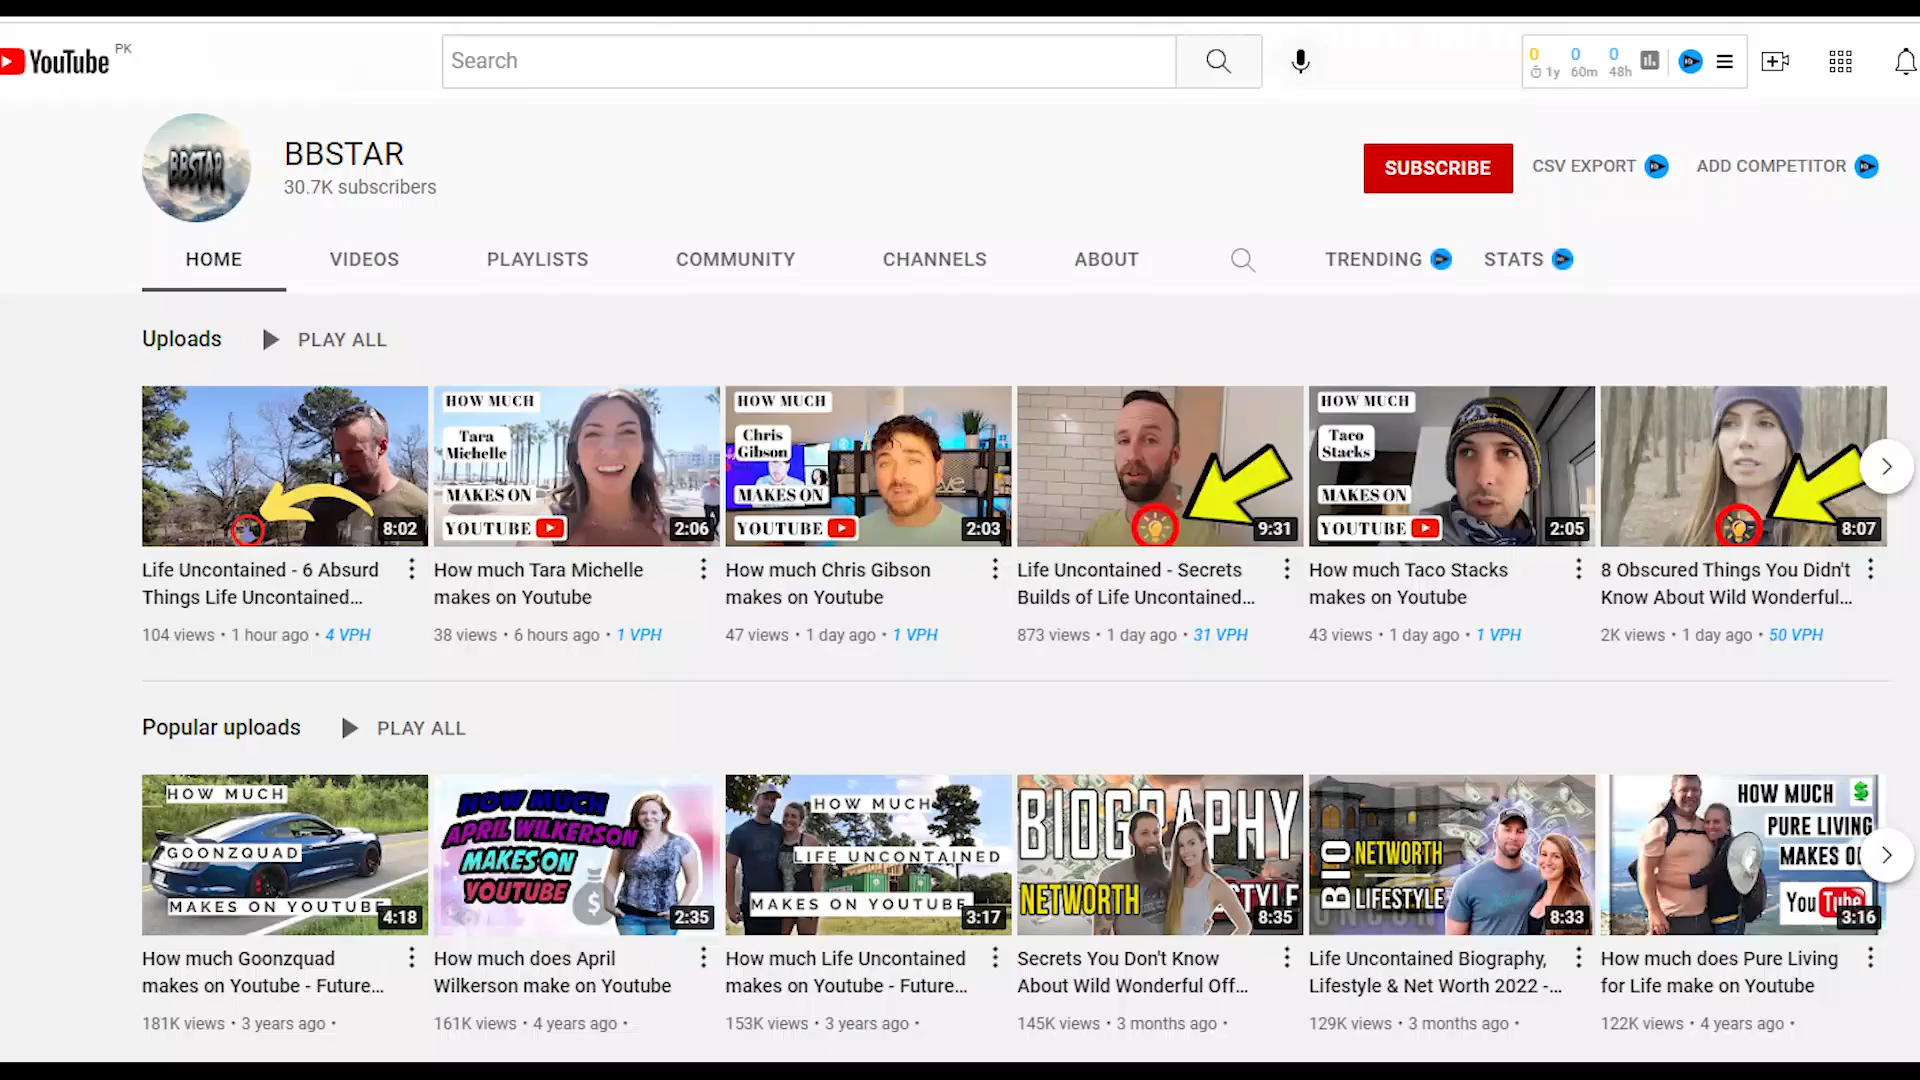 YouTube PK
Search
0 0 0
1y 60m 48h
BBSTAR
BBSTAR
30.7K subscribers
SUBSCRIBE
CSV EXPORT
ADD COMPETITOR
HOME
VIDEOS
PLAYLISTS
COMMUNITY
CHANNELS
ABOUT
TRENDING
STATS
Uploads
PLAY ALL
8:02
Life Uncontained - 6 Absurd
Things Life Uncontained...
104 views • 1 hour ago • 4 VPH
HOW MUCH
Tara
Michelle
MAKES ON
YOUTUBE
2:06
How much Tara Michelle
makes on Youtube
38 views • 6 hours ago • 1 VPH
HOW MUCH
Chris
Gibson
MAKES ON
YOUTUBE
2:03
How much Chris Gibson
makes on Youtube
47 views • 1 day ago • 1 VPH
9:31
Life Uncontained - Secrets
Builds of Life Uncontained...
873 views • 1 day ago • 31 VPH
HOW MUCH
Taco
Stacks
MAKES ON
YOUTUBE
2:05
How much Taco Stacks
makes on Youtube
43 views • 1 day ago • 1 VPH
8:07
8 Obscured Things You Didn't
Know About Wild Wonderful...
2K views • 1 day ago • 50 VPH
Popular uploads
PLAY ALL
HOW MUCH
GOONZQUAD
MAKES ON YOUTUBE
4:18
How much Goonzquad
makes on Youtube - Future...
181K views • 3 years ago •
HOW MUCH
APRIL WILKERSON
MAKES ON
YOUTUBE
$
2:35
How much does April
Wilkerson make on Youtube
161K views • 4 years ago •
HOW MUCH
LIFE UNCONTAINED
MAKES ON YOUTUBE
3:17
How much Life Uncontained
makes on Youtube - Future...
153K views • 3 years ago •
BIOGRAPHY
NETWORTH
STYLE
8:35
Secrets You Don't Know
About Wild Wonderful Off...
145K views • 3 months ago •
BIO
NETWORTH
LIFESTYLE
8:33
Life Uncontained Biography,
Lifestyle & Net Worth 2022 -...
129K views • 3 months ago •
HOW MUCH $
PURE LIVING
MAKES O
YouTube
3:16
How much does Pure Living
for Life make on Youtube
122K views • 4 years ago •